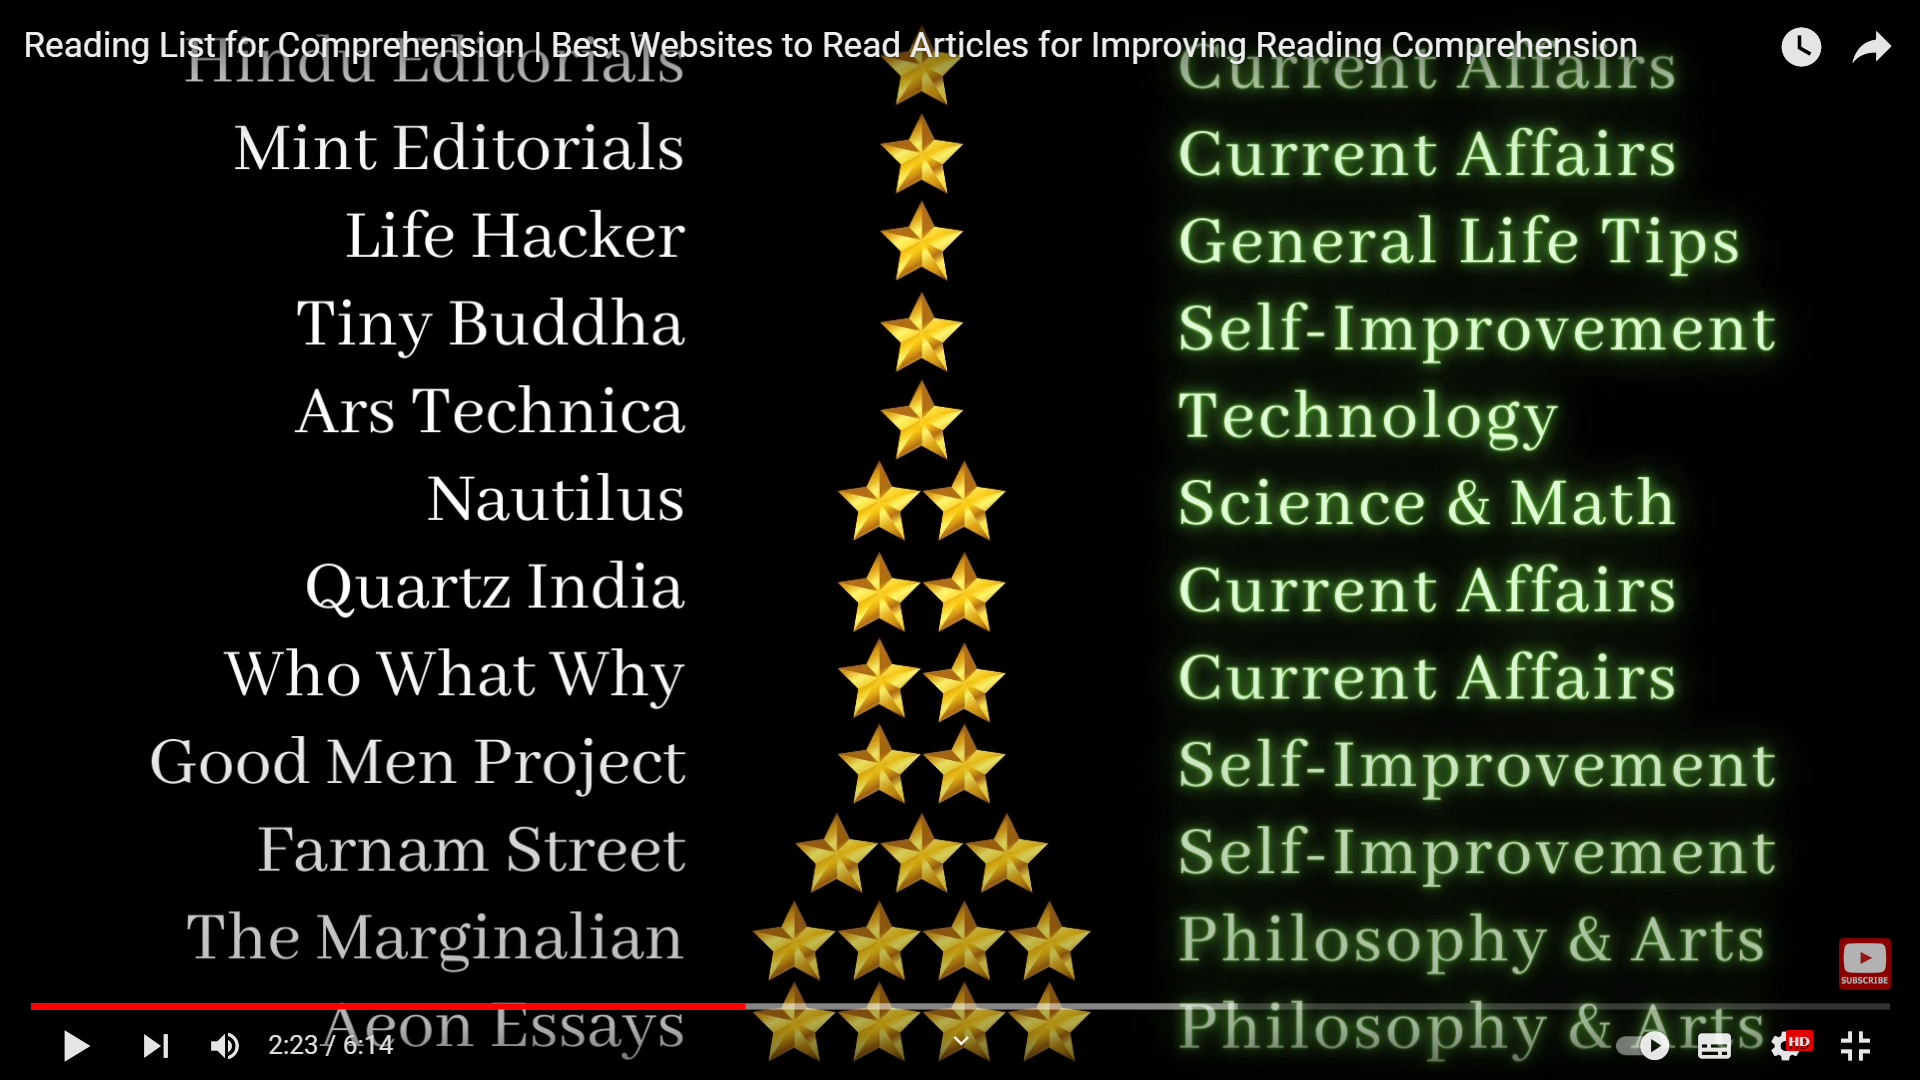 Reading List for Comprehension | Best Websites to Read Articles for Improving Reading Comprehension
Hindu Editorials Current Affairs
Mint Editorials Current Affairs
Life Hacker General Life Tips
Tiny Buddha Self-Improvement
Ars Technica Technology
Nautilus Science & Math
Quartz India Current Affairs
Who What Why Current Affairs
Good Men Project Self-Improvement
Farnam Street Self-Improvement
The Marginalian Philosophy & Arts
SUBSCRIBE
Aeon Essays Philosophy & Arts
2:23 / 6:14
HD